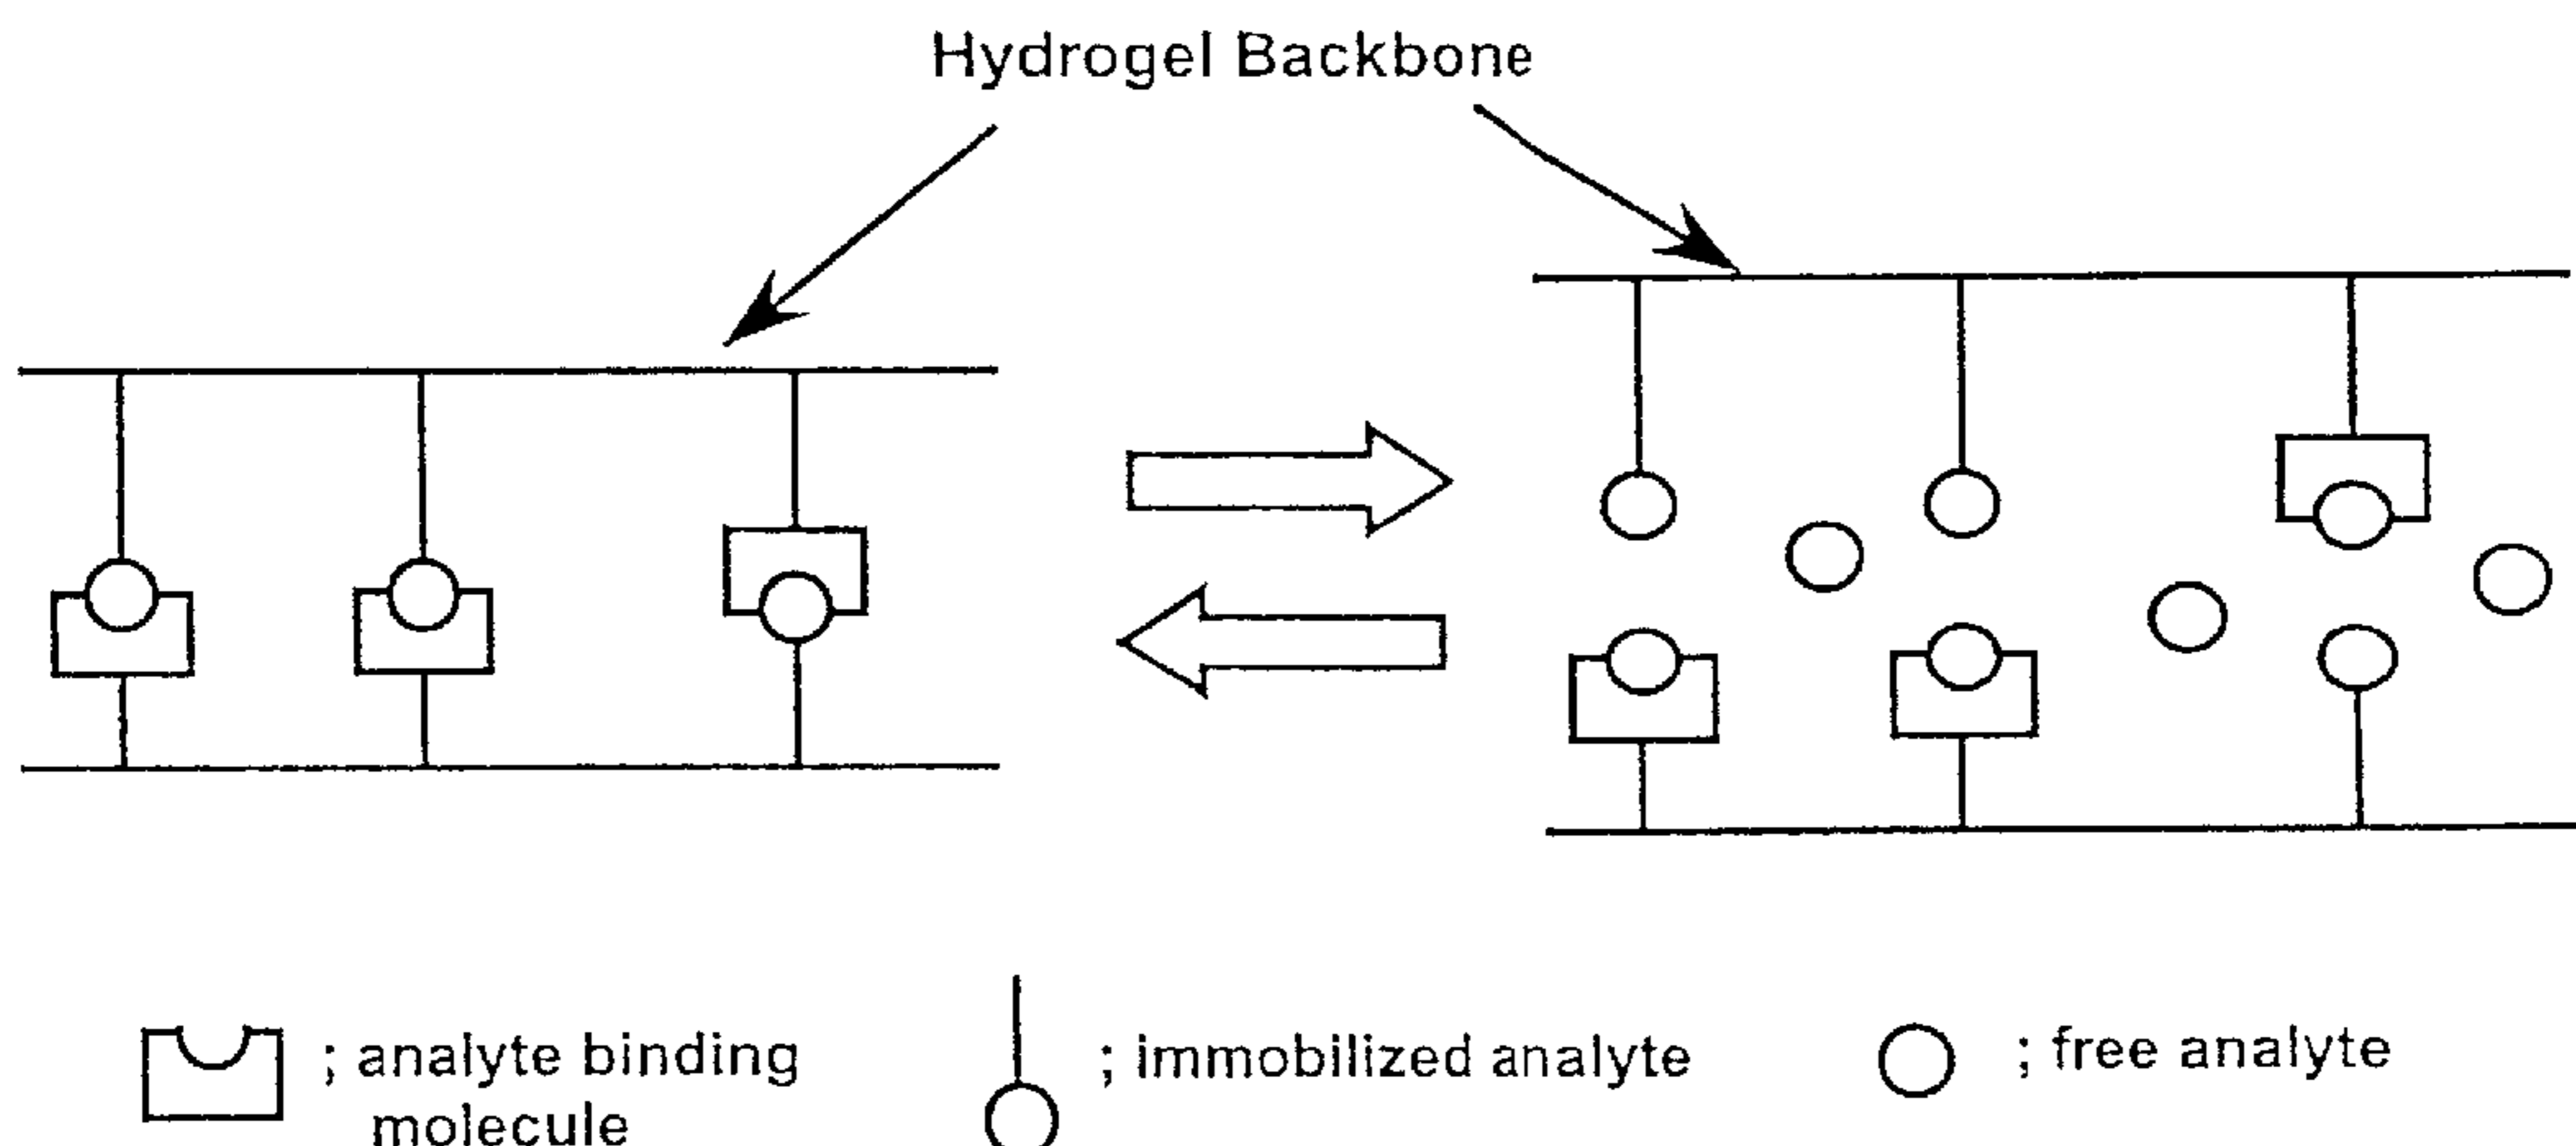 Hydrogel Backbone
; analyte binding
molecule
; immobilized analyte
; free analyte